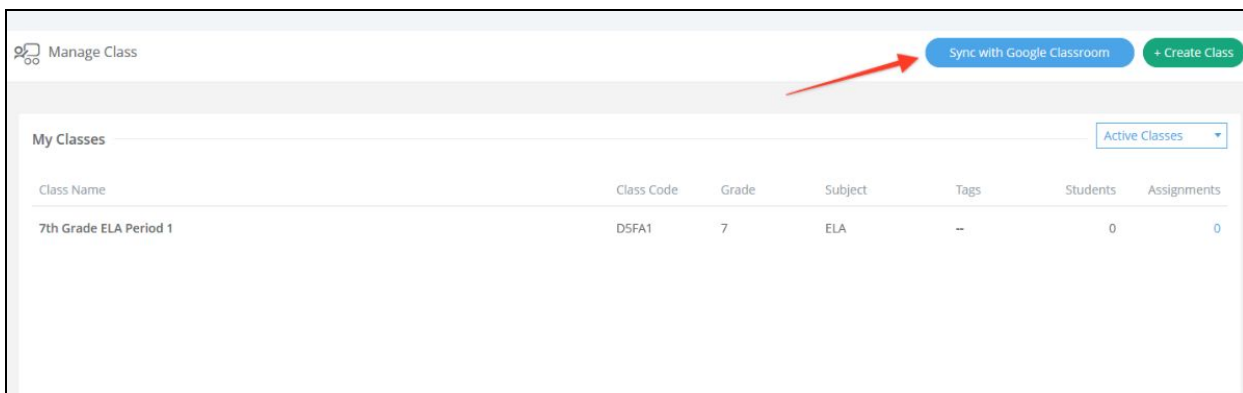 Manage Class
Sync with Google Classroom
+ Create Class
My Classes
Active Classes
Class Name Class Code Grade Subject Tags Students Assignments
7th Grade ELA Period 1 D5FA1 7 ELA -- 0 0